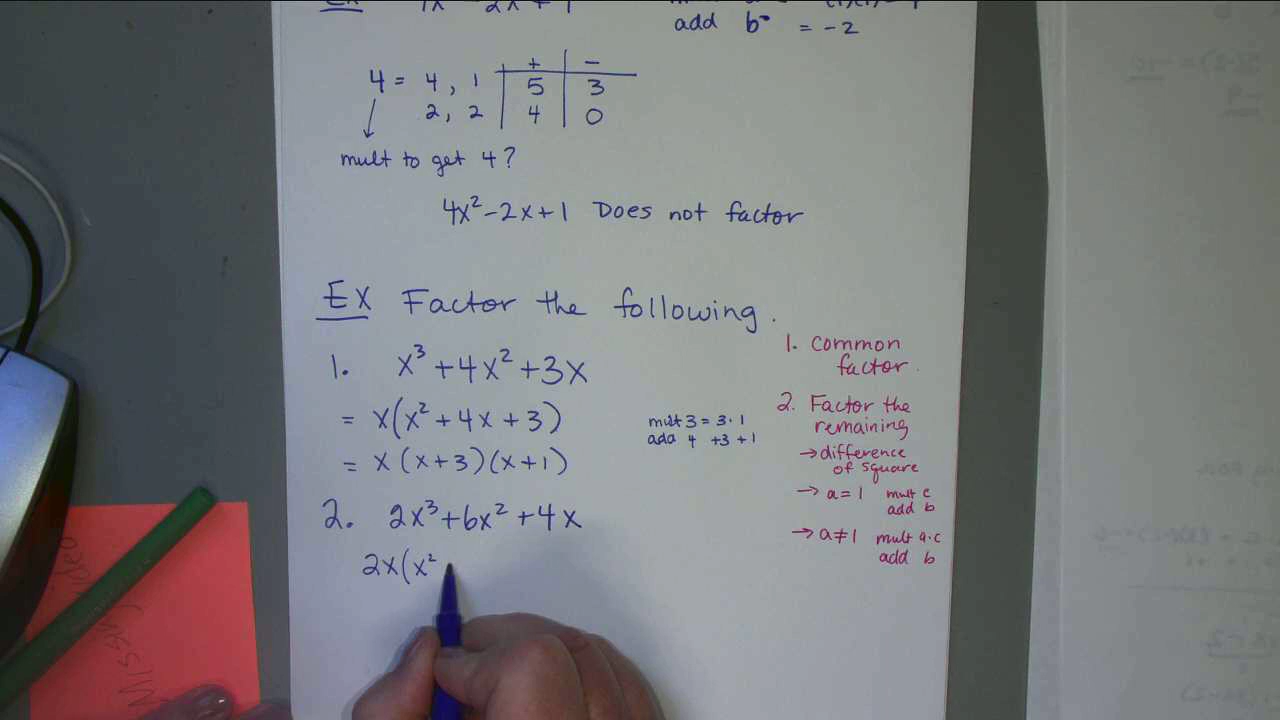 add b = -2
+ -
4 = 4, 1 5 3
2, 2 4 0
mult to get 4?
4x² - 2x + 1 Does not factor
Ex Factor the following.
1. x³ + 4x² + 3x
= x(x² + 4x + 3)
mult 3 = 3·1
add 4 +3 +1
= x(x+3)(x+1)
2. 2x³ + 6x² + 4x
2x(x²
1. Common
factor.
2. Factor the
remaining
→ difference
of square
→ a=1 mult c
add b
→ a≠1 mult a·c
add b